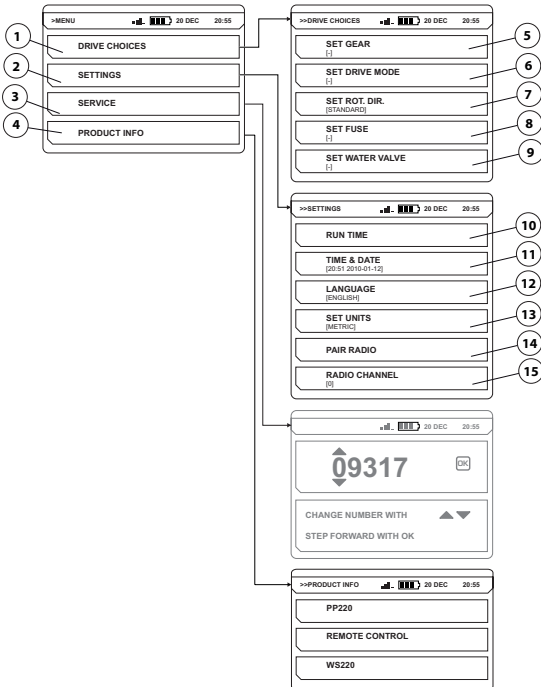 >MENU 20 DEC 20:55
1 DRIVE CHOICES
2 SETTINGS
3 SERVICE
4 PRODUCT INFO
>>DRIVE CHOICES 20 DEC 20:55
SET GEAR 5
[-]
SET DRIVE MODE 6
[-]
SET ROT. DIR. 7
[STANDARD]
SET FUSE 8
[-]
SET WATER VALVE 9
[-]
>>SETTINGS 20 DEC 20:55
RUN TIME 10
TIME & DATE 11
[20:51 2010-01-12]
LANGUAGE 12
[ENGLISH]
SET UNITS 13
[METRIC]
PAIR RADIO 14
RADIO CHANNEL 15
[0]
20 DEC 20:55
09317 OK
CHANGE NUMBER WITH
STEP FORWARD WITH OK
>>PRODUCT INFO 20 DEC 20:55
PP220
REMOTE CONTROL
WS220